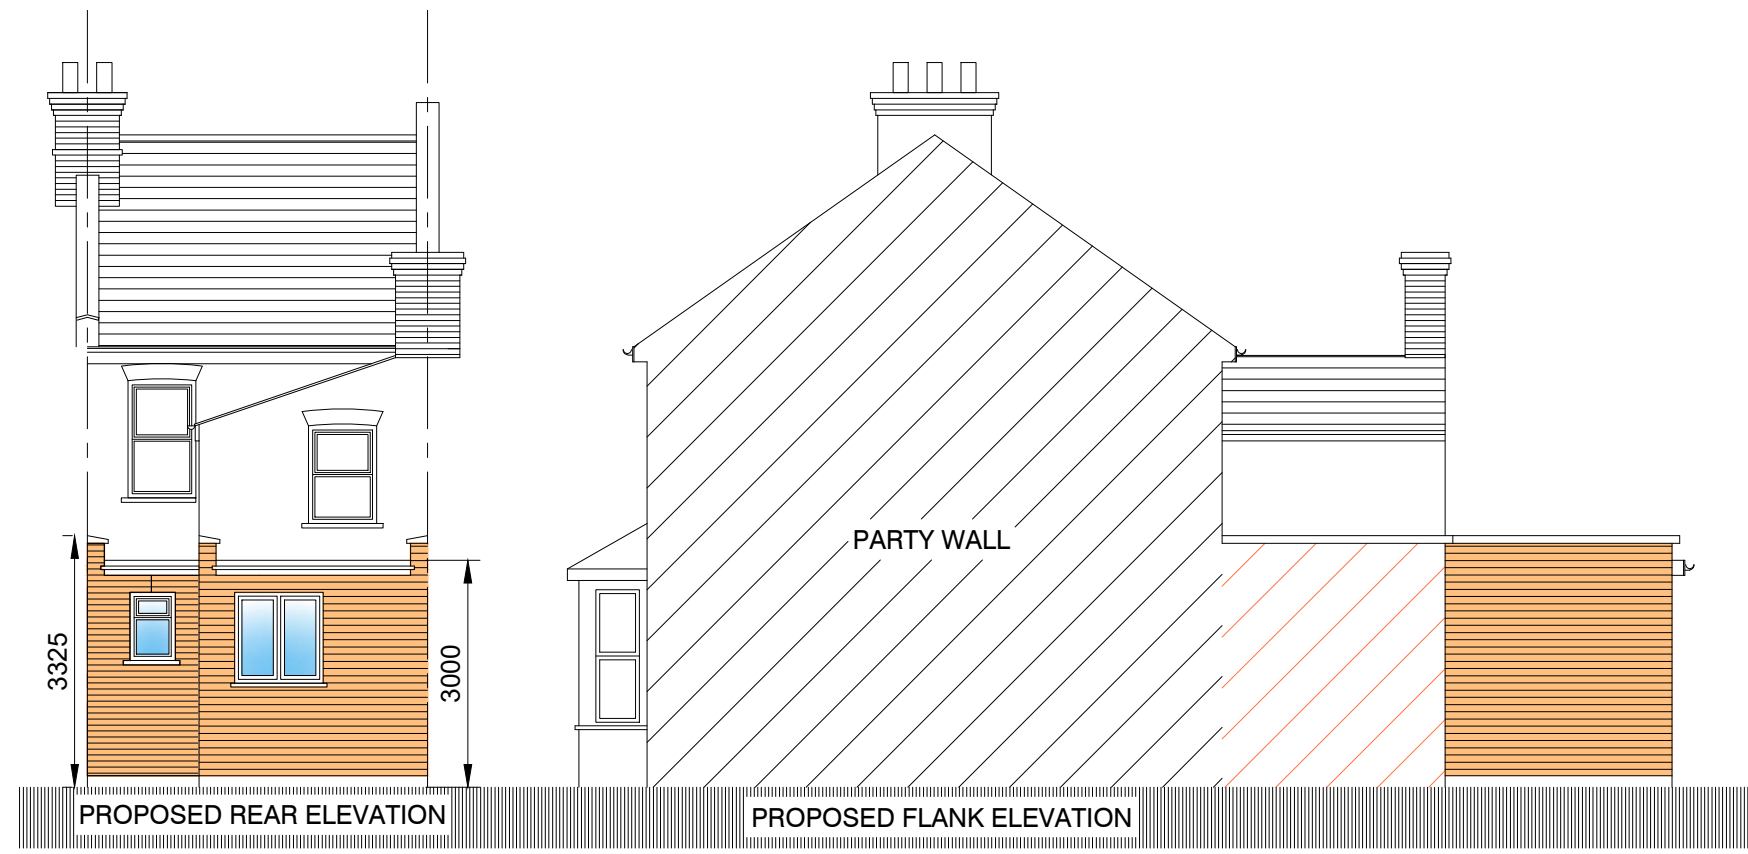 PARTY WALL
3325
3000
PROPOSED REAR ELEVATION
PROPOSED FLANK ELEVATION